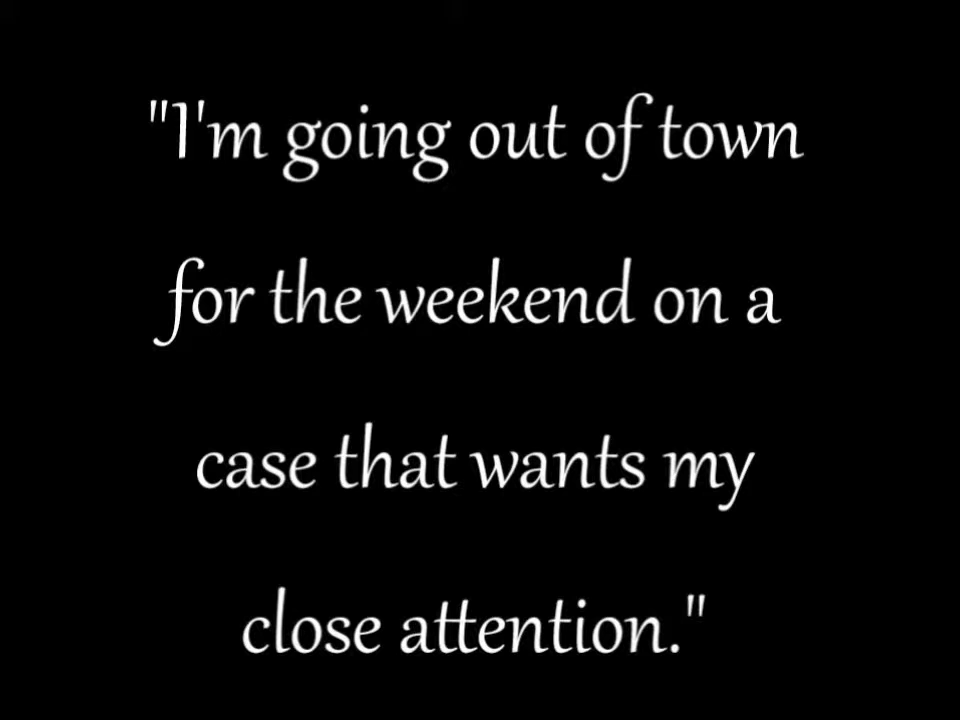 "I'm going out of town
for the weekend on a
case that wants my
close attention."